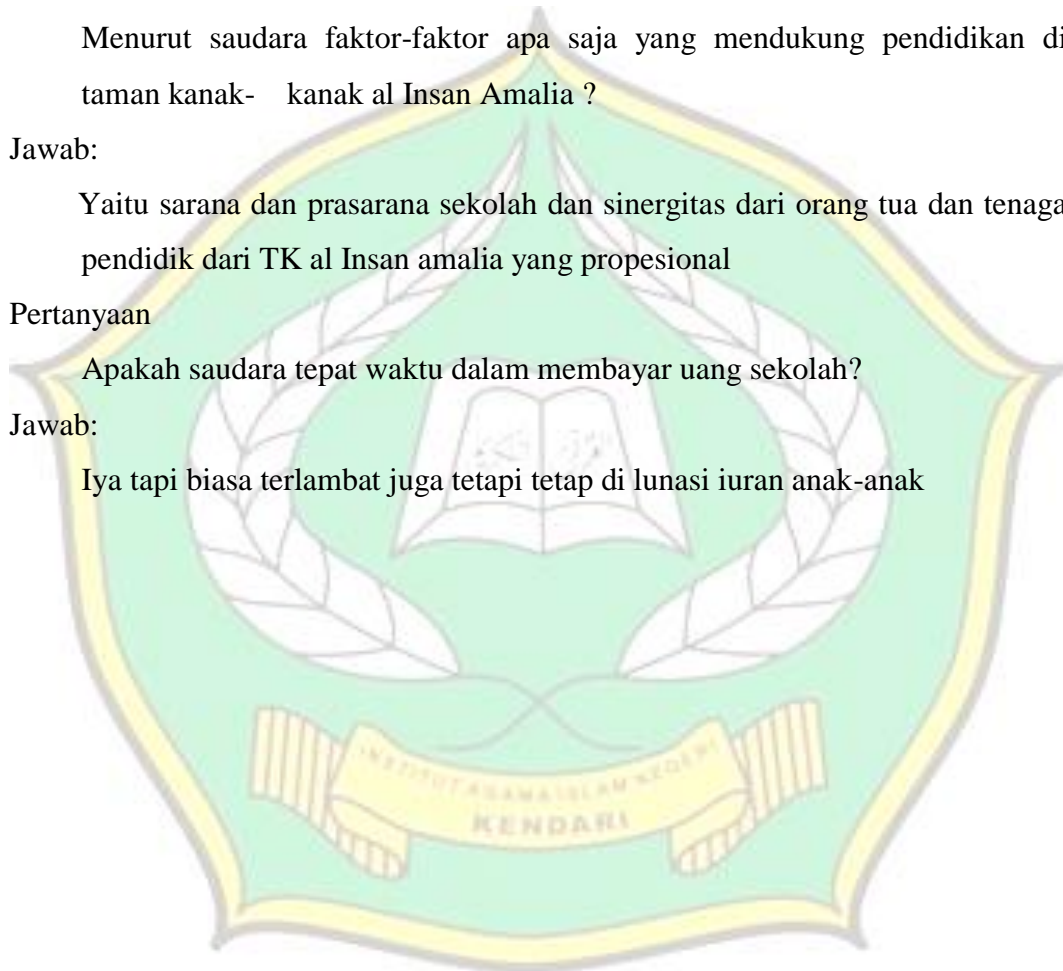 Menurut saudara faktor-faktor apa saja yang mendukung pendidikan di
taman kanak- kanak al Insan Amalia ?
Jawab:
Yaitu sarana dan prasarana sekolah dan sinergitas dari orang tua dan tenaga
pendidik dari TK al Insan amalia yang propesional
Pertanyaan
Apakah saudara tepat waktu dalam membayar uang sekolah?
Jawab:
Iya tapi biasa terlambat juga tetapi tetap di lunasi iuran anak-anak
INSTITUT AGAMA ISLAM NEGERI
KENDARI